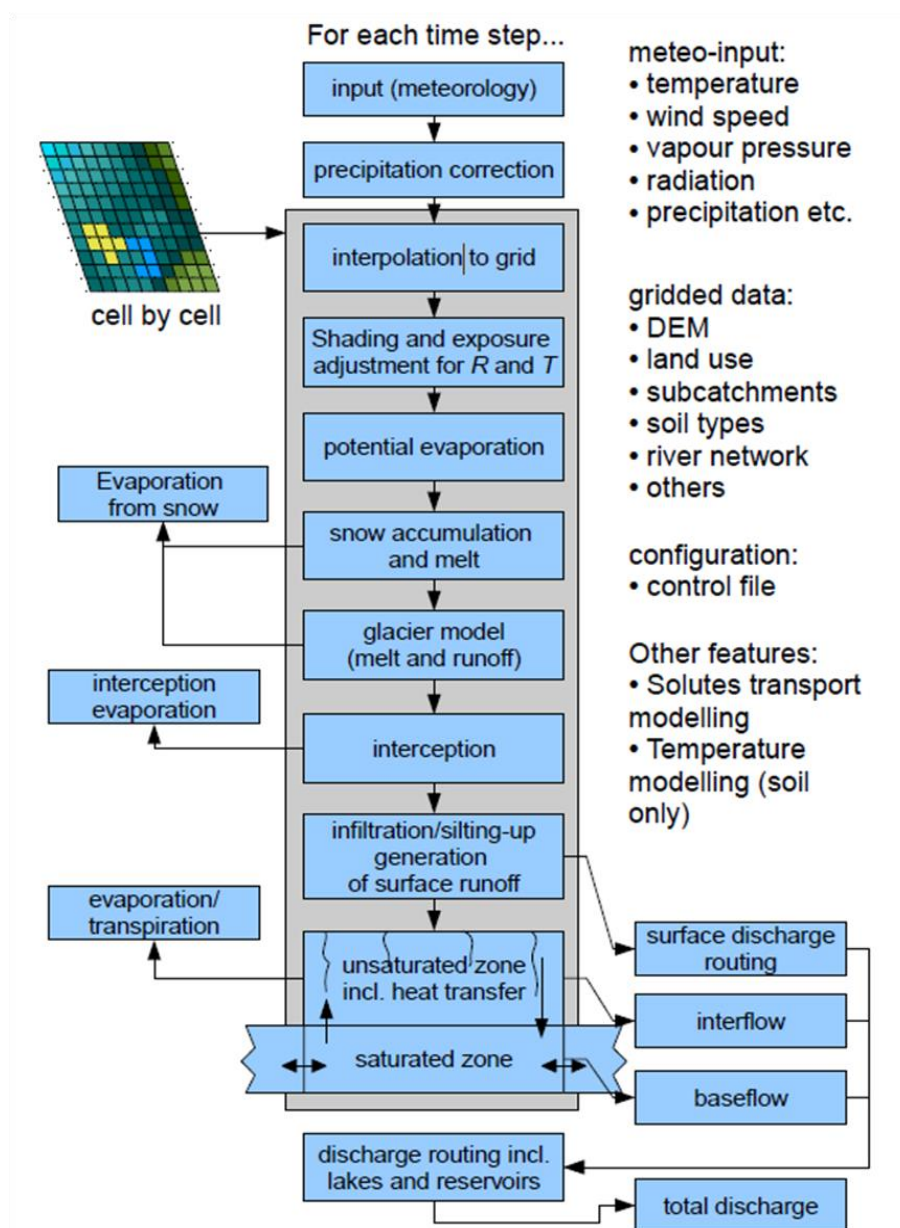 For each time step...
input (meteorology)
precipitation correction
interpolation to grid
cell by cell
Shading and exposure
adjustment for R and T
potential evaporation
Evaporation
from snow
snow accumulation
and melt
glacier model
(melt and runoff)
interception
evaporation
interception
infiltration/silting-up
generation
of surface runoff
evaporation/
transpiration
unsaturated zone
incl. heat transfer
saturated zone
surface discharge
routing
interflow
baseflow
discharge routing incl.
lakes and reservoirs
total discharge
meteo-input:
• temperature
• wind speed
• vapour pressure
• radiation
• precipitation etc.
gridded data:
• DEM
• land use
• subcatchments
• soil types
• river network
• others
configuration:
• control file
Other features:
• Solutes transport
modelling
• Temperature
modelling (soil
only)